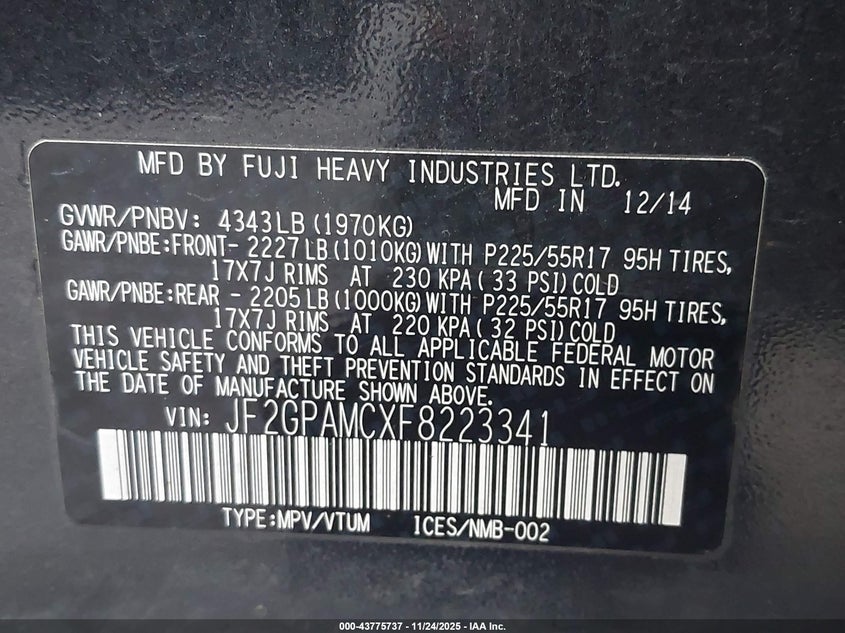 MFD BY FUJI HEAVY INDUSTRIES LTD.
MFD IN 12/14
GVWR/PNBV: 4343LB (1970KG)
GAWR/PNBE:FRONT- 2227LB(1010KG)WITH P225/55R17 95H TIRES,
17X7J RIMS AT 230 KPA( 33 PSI)COLD
GAWR/PNBE:REAR - 2205LB(1000KG)WITH P225/55R17 95H TIRES,
17X7J RIMS AT 220 KPA( 32 PSI)COLD
THIS VEHICLE CONFORMS TO ALL APPLICABLE FEDERAL MOTOR
VEHICLE SAFETY AND THEFT PREVENTION STANDARDS IN EFFECT ON
THE DATE OF MANUFACTURE SHOWN ABOVE.
VIN: JF2GPAMCXF8223341
TYPE:MPV/VTUM ICES/NMB-002
000-43775737 - 11/24/2025 - IAA Inc.